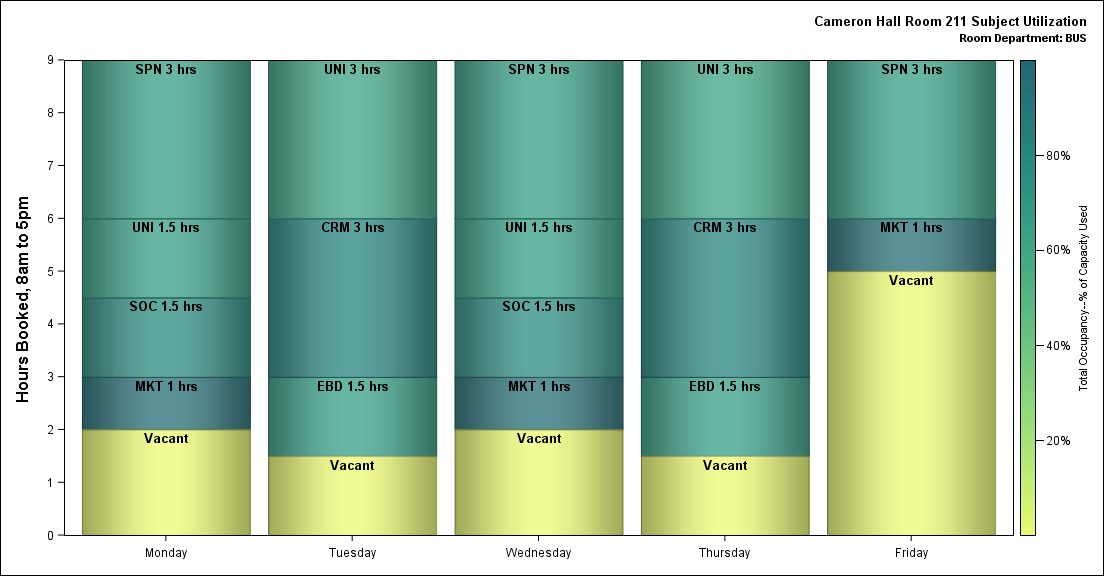 Cameron Hall Room 211 Subject Utilization
Room Department: BUS
Hours Booked, 8am to 5pm
9
8
7
6
5
4
3
2
1
0
SPN 3 hrs
UNI 1.5 hrs
SOC 1.5 hrs
MKT 1 hrs
Vacant
UNI 3 hrs
CRM 3 hrs
EBD 1.5 hrs
Vacant
SPN 3 hrs
UNI 1.5 hrs
SOC 1.5 hrs
MKT 1 hrs
Vacant
UNI 3 hrs
CRM 3 hrs
EBD 1.5 hrs
Vacant
SPN 3 hrs
MKT 1 hrs
Vacant
Monday
Tuesday
Wednesday
Thursday
Friday
80%
60%
40%
20%
Total Occupancy--% of Capacity Used